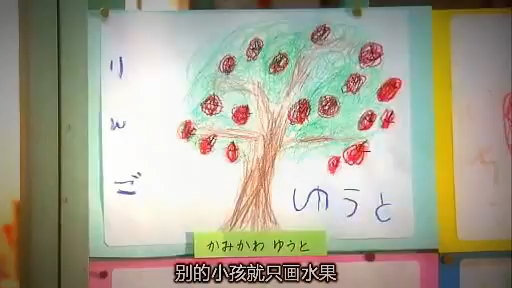 りんご
ゆうと
かみかわ ゆうと
别的小孩就只画水果